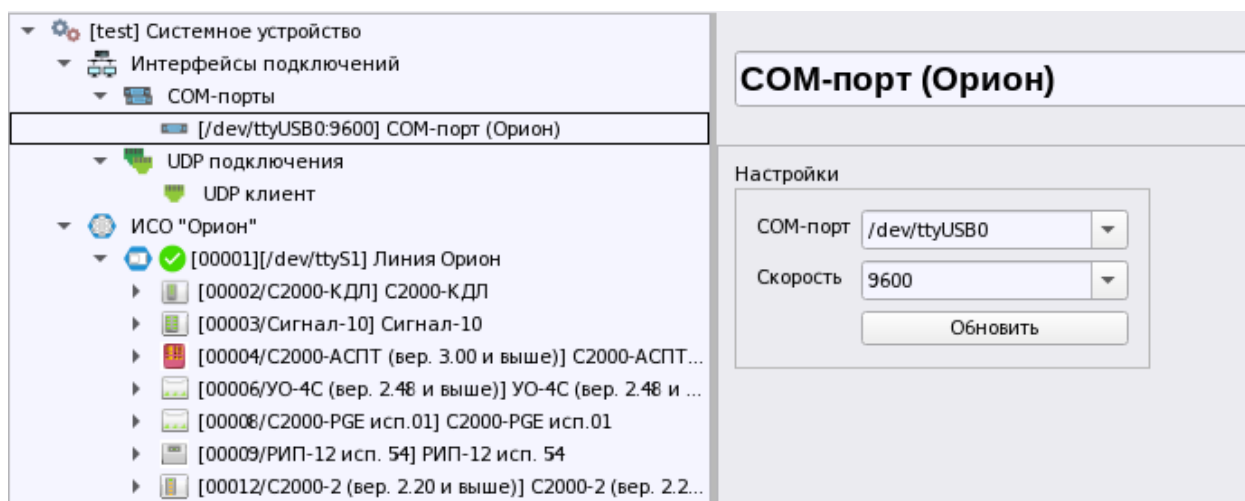 [test] Системное устройство
Интерфейсы подключений
COM-порты
[/dev/ttyUSB0:9600] COM-порт (Орион)
UDP подключения
UDP клиент
ИСО "Орион"
[00001][/dev/ttyS1] Линия Орион
[00002/С2000-КДЛ] С2000-КДЛ
[00003/Сигнал-10] Сигнал-10
[00004/С2000-АСПТ (вер. 3.00 и выше)] С2000-АСПТ...
[00006/УО-4С (вер. 2.48 и выше)] УО-4С (вер. 2.48 и ...
[00008/С2000-PGE исп.01] С2000-PGE исп.01
[00009/РИП-12 исп. 54] РИП-12 исп. 54
[00012/С2000-2 (вер. 2.20 и выше)] С2000-2 (вер. 2.2...
COM-порт (Орион)
Настройки
COM-порт /dev/ttyUSB0
Скорость 9600
Обновить